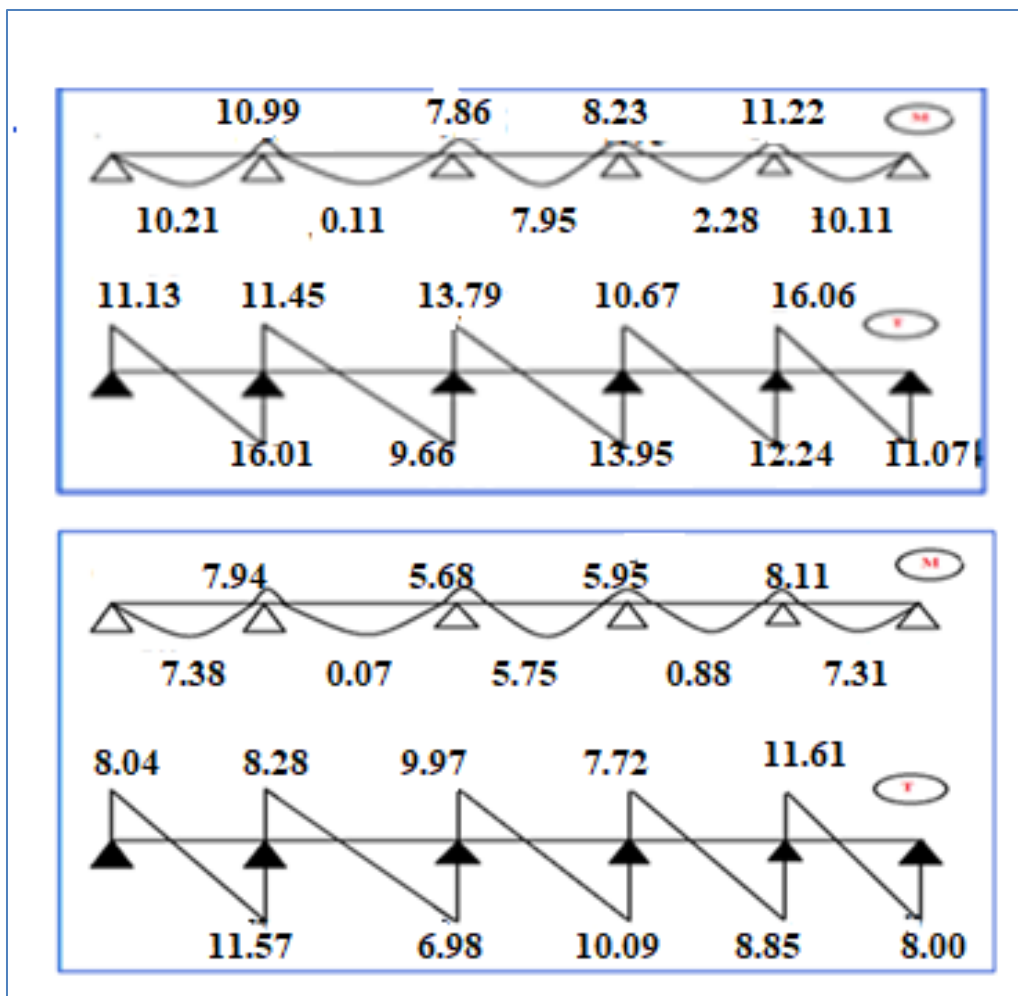 10.99 7.86 8.23 11.22 M
10.21 0.11 7.95 2.28 10.11
11.13 11.45 13.79 10.67 16.06 T
16.01 9.66 13.95 12.24 11.07
7.94 5.68 5.95 8.11 M
7.38 0.07 5.75 0.88 7.31
8.04 8.28 9.97 7.72 11.61 T
11.57 6.98 10.09 8.85 8.00